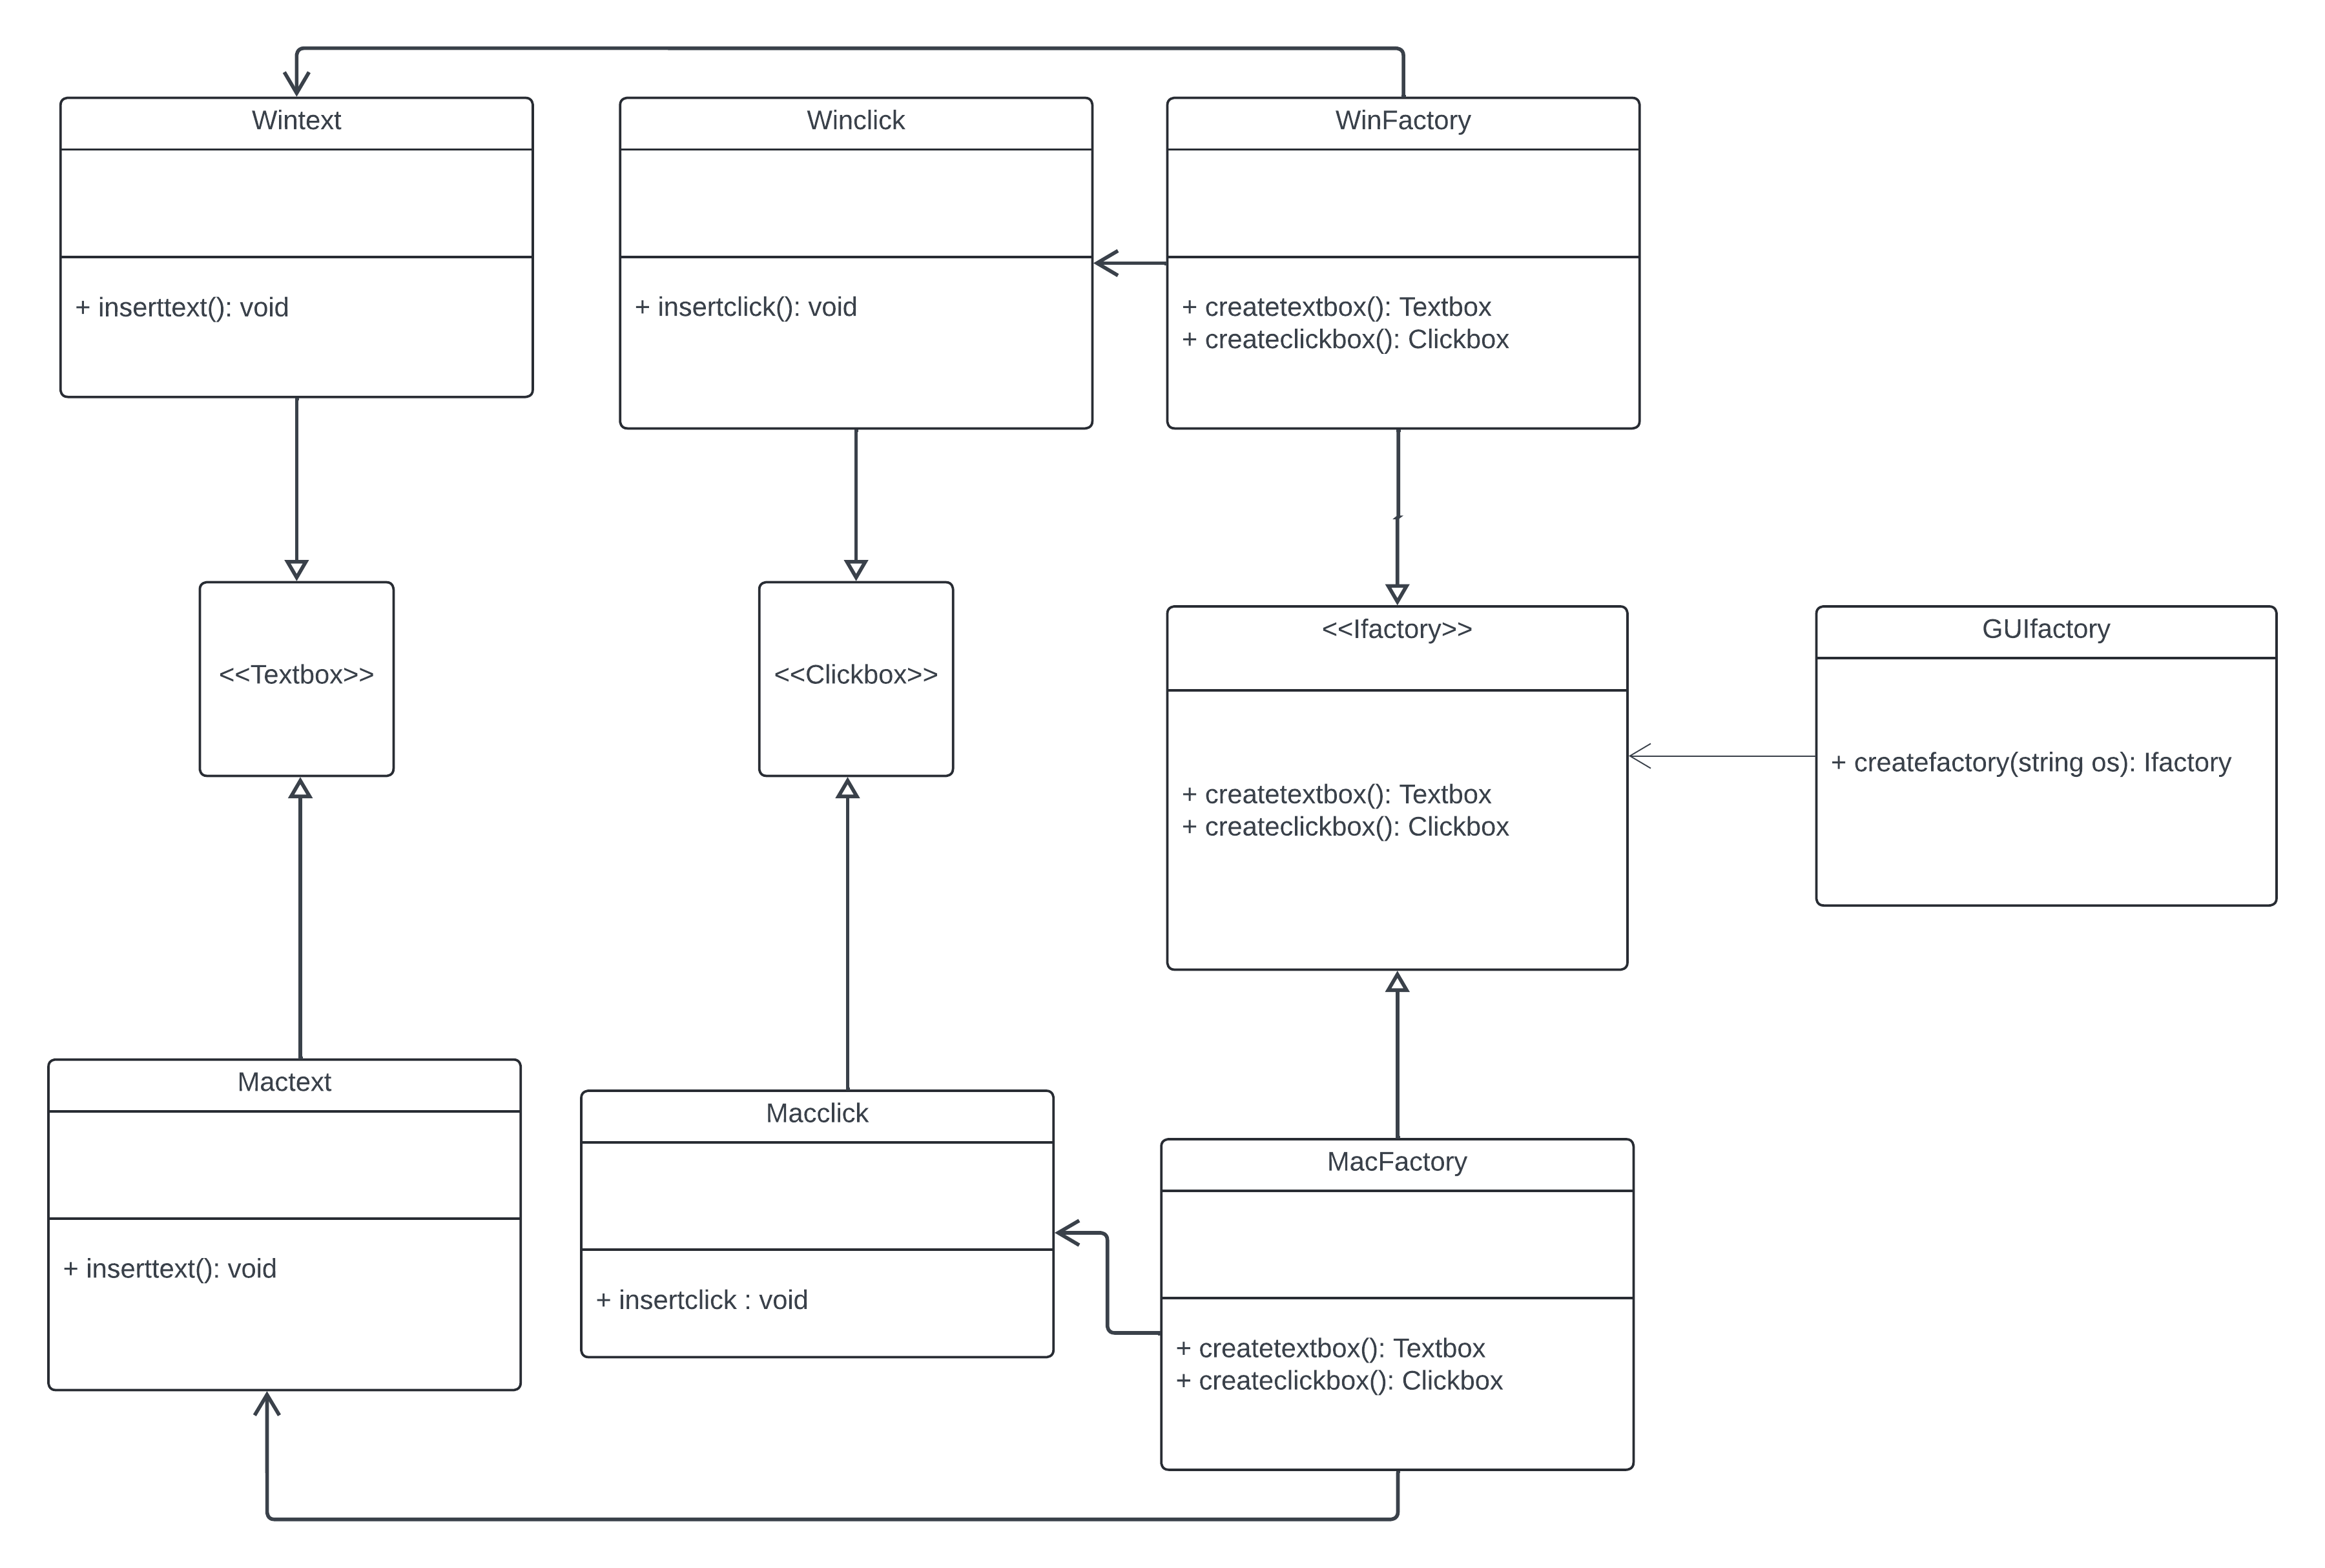 Wintext
+ inserttext(): void
Winclick
+ insertclick(): void
WinFactory
+ createtextbox(): Textbox
+ createclickbox(): Clickbox
<<Textbox>>
<<Clickbox>>
<<Ifactory>>
+ createtextbox(): Textbox
+ createclickbox(): Clickbox
GUIfactory
+ createfactory(string os): Ifactory
Mactext
+ inserttext(): void
Macclick
+ insertclick : void
MacFactory
+ createtextbox(): Textbox
+ createclickbox(): Clickbox